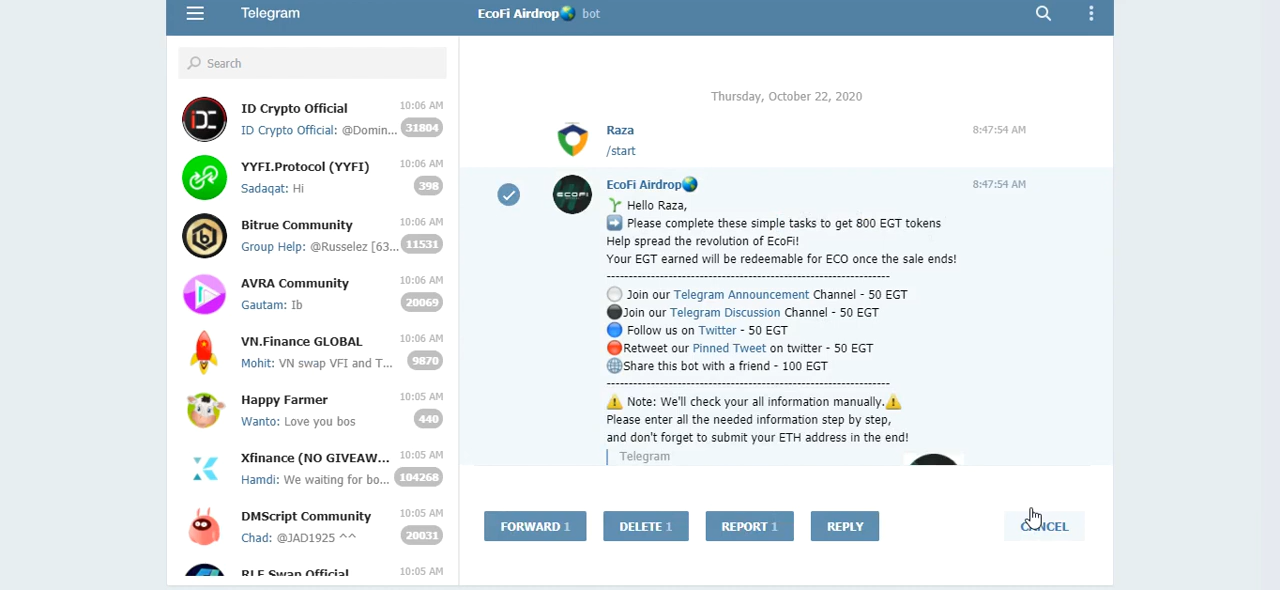 Telegram
EcoFi Airdrop🌏 bot
Search
ID Crypto Official 10:06 AM
ID Crypto Official: @Domin... 31804
YYFI.Protocol (YYFI) 10:06 AM
Sadaqat: Hi 398
Bitrue Community 10:06 AM
Group Help: @Russelez [63... 11531
AVRA Community 10:06 AM
Gautam: Ib 20069
VN.Finance GLOBAL 10:06 AM
Mohit: VN swap VFI and T... 9870
Happy Farmer 10:05 AM
Wanto: Love you bos 440
Xfinance (NO GIVEAW... 10:05 AM
Hamdi: We waiting for bo... 104268
DMScript Community 10:05 AM
Chad: @JAD1925 ^^ 20031
RLF Swap Official 10:05 AM
Thursday, October 22, 2020
Raza 8:47:54 AM
/start
EcoFi Airdrop🌏 8:47:54 AM
🌱 Hello Raza,
➡️ Please complete these simple tasks to get 800 EGT tokens
Help spread the revolution of EcoFi!
Your EGT earned will be redeemable for ECO once the sale ends!
--------------------------------------------------------------
⚪ Join our Telegram Announcement Channel - 50 EGT
⚫Join our Telegram Discussion Channel - 50 EGT
🔵 Follow us on Twitter - 50 EGT
🔴Retweet our Pinned Tweet on twitter - 50 EGT
🌐Share this bot with a friend - 100 EGT
--------------------------------------------------------------
⚠️ Note: We'll check your all information manually.⚠️
Please enter all the needed information step by step,
and don't forget to submit your ETH address in the end!
Telegram
FORWARD 1 DELETE 1 REPORT 1 REPLY CANCEL